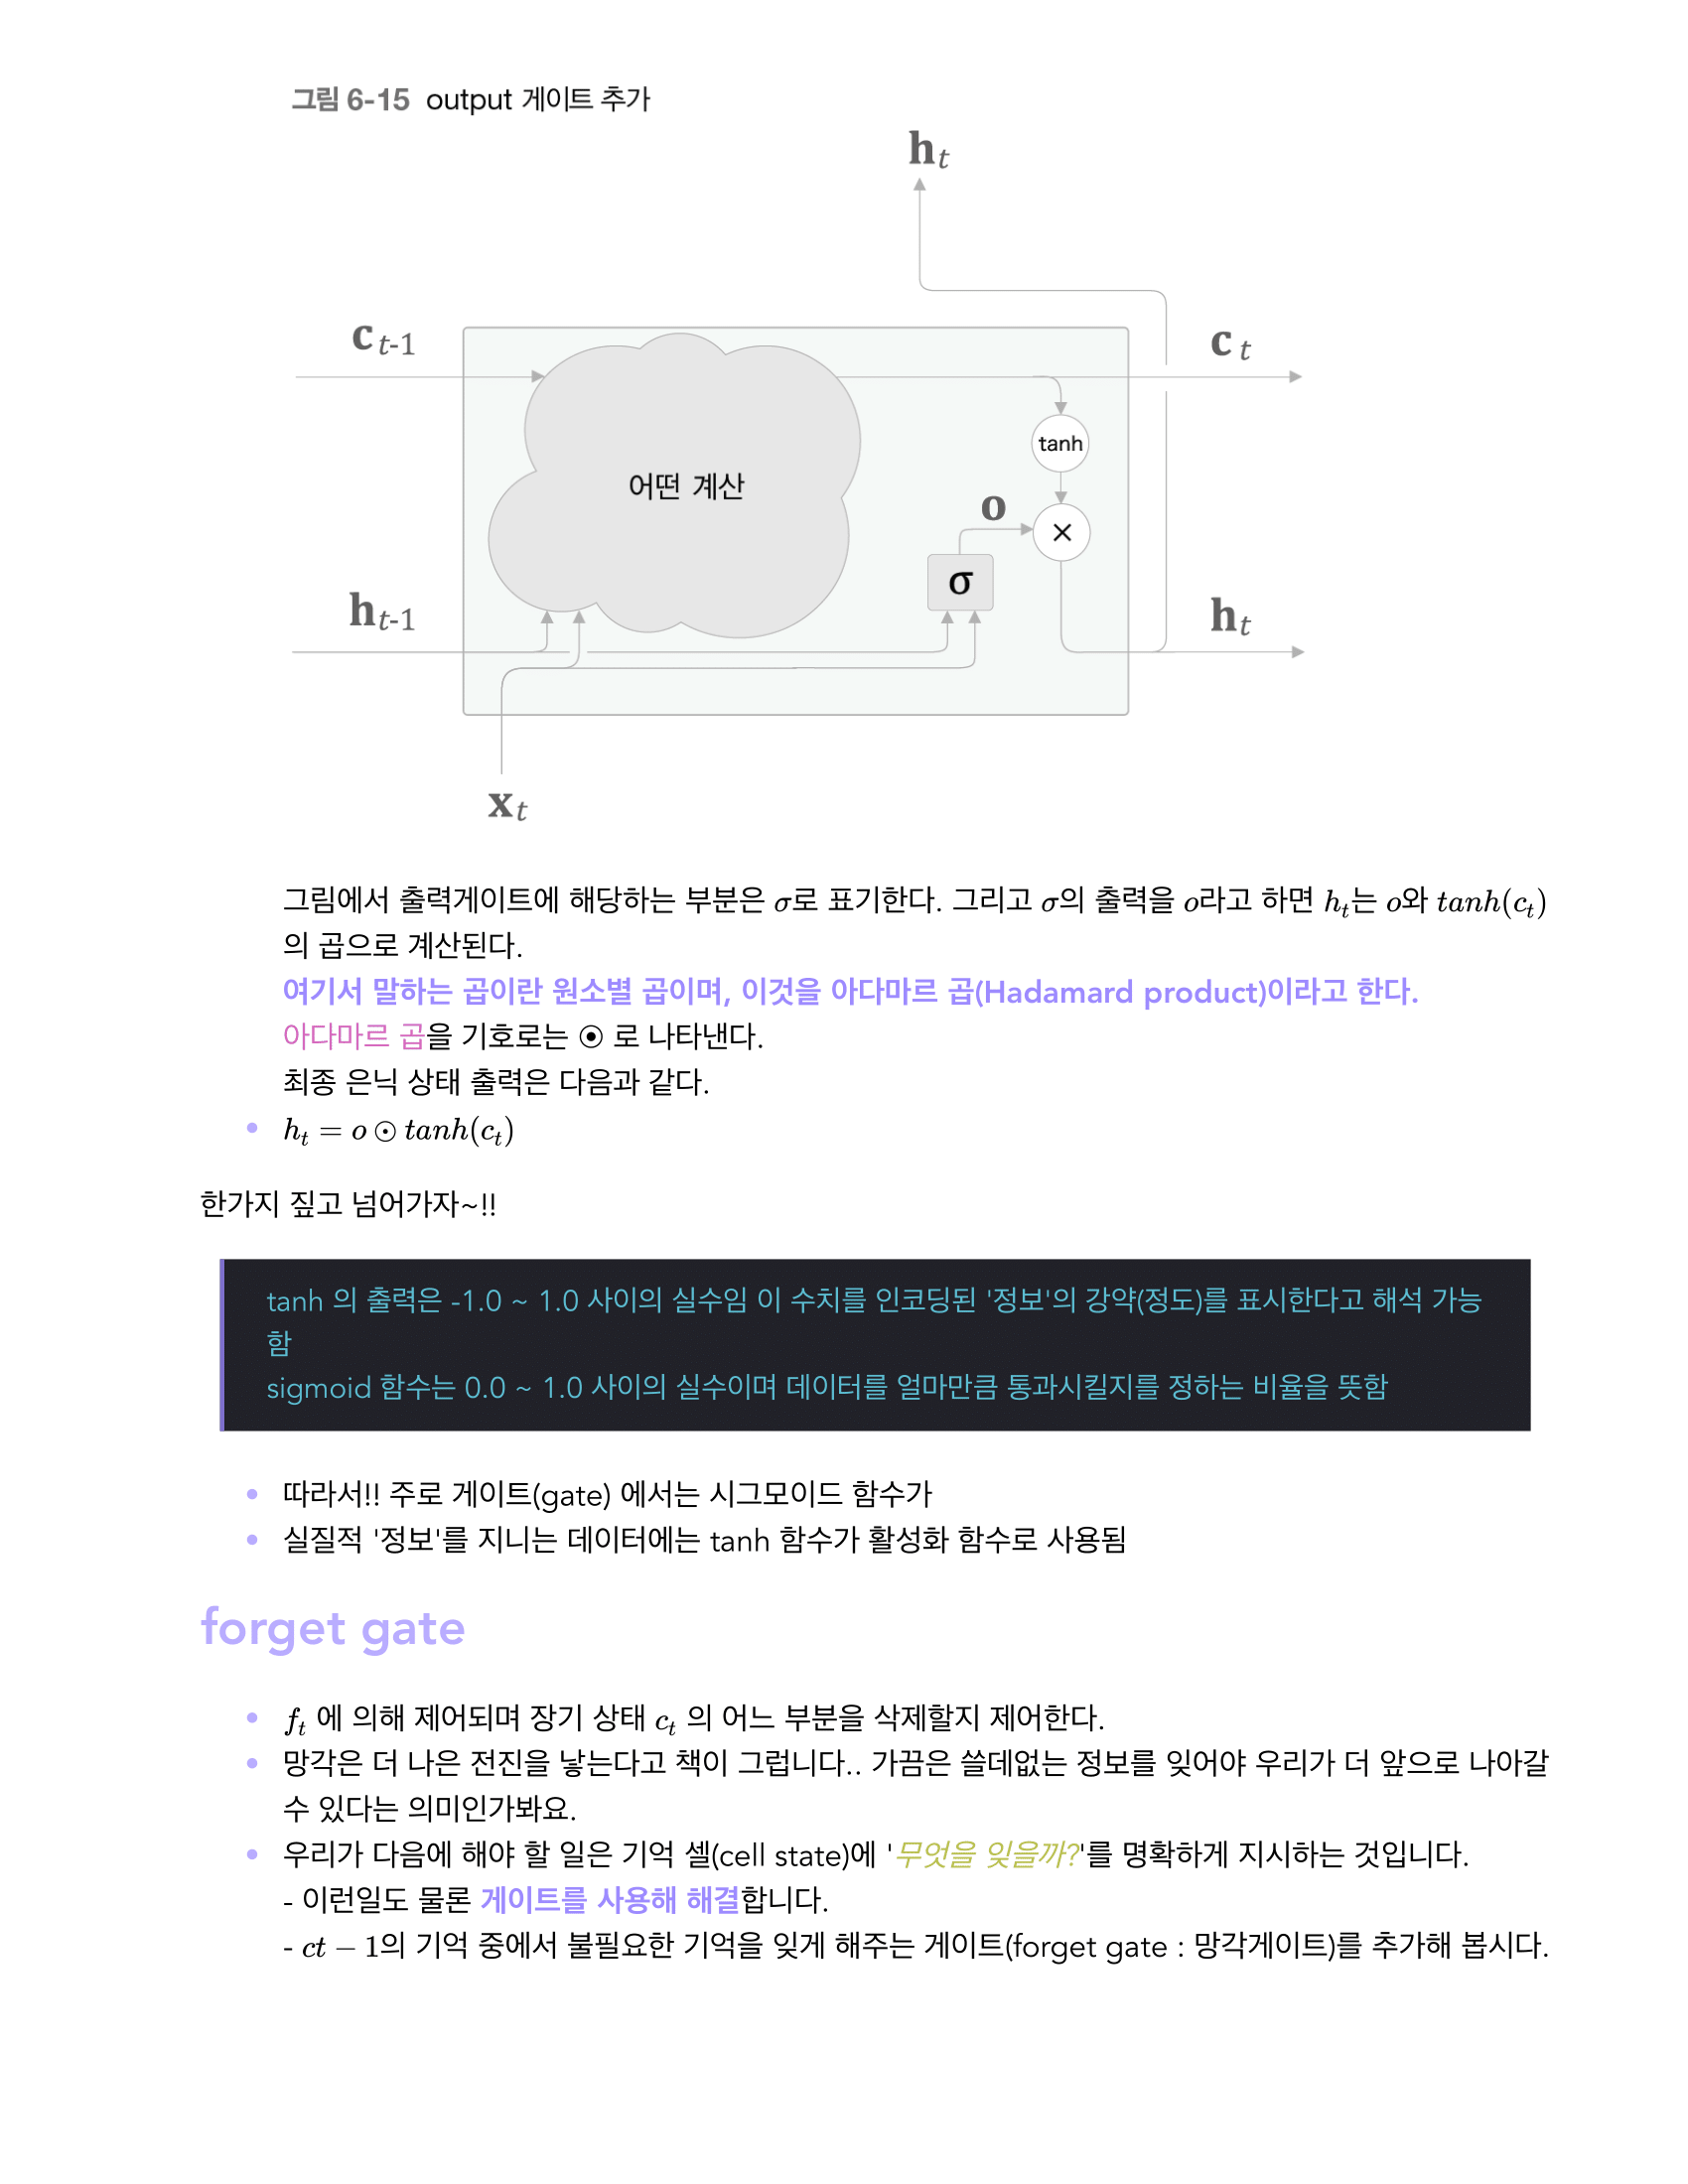 그림 6-15 output 게이트 추가
h_t
c_t-1
c_t
tanh
어떤 계산
o
×
σ
h_t-1
h_t
x_t
그림에서 출력게이트에 해당하는 부분은 σ로 표기한다. 그리고 σ의 출력을 o라고 하면 h_t는 o와 tanh(c_t)
의 곱으로 계산된다.
여기서 말하는 곱이란 원소별 곱이며, 이것을 아다마르 곱(Hadamard product)이라고 한다.
아다마르 곱을 기호로는 ⦿ 로 나타낸다.
최종 은닉 상태 출력은 다음과 같다.
• h_t = o ⊙ tanh(c_t)
한가지 짚고 넘어가자~!!
tanh 의 출력은 -1.0 ~ 1.0 사이의 실수임 이 수치를 인코딩된 '정보'의 강약(정도)를 표시한다고 해석 가능
함
sigmoid 함수는 0.0 ~ 1.0 사이의 실수이며 데이터를 얼마만큼 통과시킬지를 정하는 비율을 뜻함
• 따라서!! 주로 게이트(gate) 에서는 시그모이드 함수가
• 실질적 '정보'를 지니는 데이터에는 tanh 함수가 활성화 함수로 사용됨
forget gate
• f_t 에 의해 제어되며 장기 상태 c_t 의 어느 부분을 삭제할지 제어한다.
• 망각은 더 나은 전진을 낳는다고 책이 그럽니다.. 가끔은 쓸데없는 정보를 잊어야 우리가 더 앞으로 나아갈
수 있다는 의미인가봐요.
• 우리가 다음에 해야 할 일은 기억 셀(cell state)에 '무엇을 잊을까?'를 명확하게 지시하는 것입니다.
- 이런일도 물론 게이트를 사용해 해결합니다.
- ct − 1의 기억 중에서 불필요한 기억을 잊게 해주는 게이트(forget gate : 망각게이트)를 추가해 봅시다.